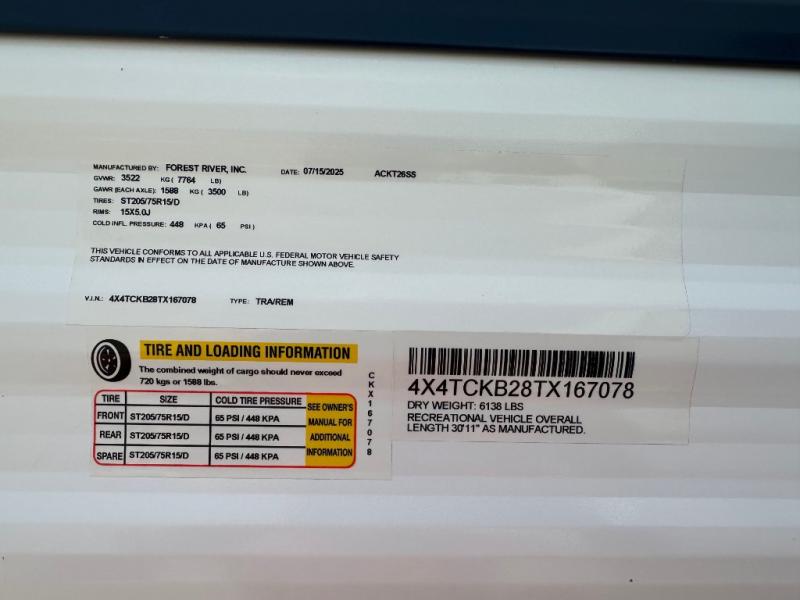 MANUFACTURED BY: FOREST RIVER, INC. DATE: 07/15/2025 ACKT26SS
GVWR: 3522 KG ( 7764 LB)
GAWR (EACH AXLE): 1588 KG ( 3500 LB)
TIRES: ST205/75R15/D
RIMS: 15X5.0J
COLD INFL. PRESSURE: 448 KPA ( 65 PSI )
THIS VEHICLE CONFORMS TO ALL APPLICABLE U.S. FEDERAL MOTOR VEHICLE SAFETY
STANDARDS IN EFFECT ON THE DATE OF MANUFACTURE SHOWN ABOVE.
V.I.N.: 4X4TCKB28TX167078 TYPE: TRA/REM
TIRE AND LOADING INFORMATION
The combined weight of cargo should never exceed
720 kgs or 1588 lbs.
TIRE SIZE COLD TIRE PRESSURE SEE OWNER'S
FRONT ST205/75R15/D 65 PSI / 448 KPA MANUAL FOR
REAR ST205/75R15/D 65 PSI / 448 KPA ADDITIONAL
SPARE ST205/75R15/D 65 PSI / 448 KPA INFORMATION
CKX167078
4X4TCKB28TX167078
DRY WEIGHT: 6138 LBS
RECREATIONAL VEHICLE OVERALL
LENGTH 30'11" AS MANUFACTURED.